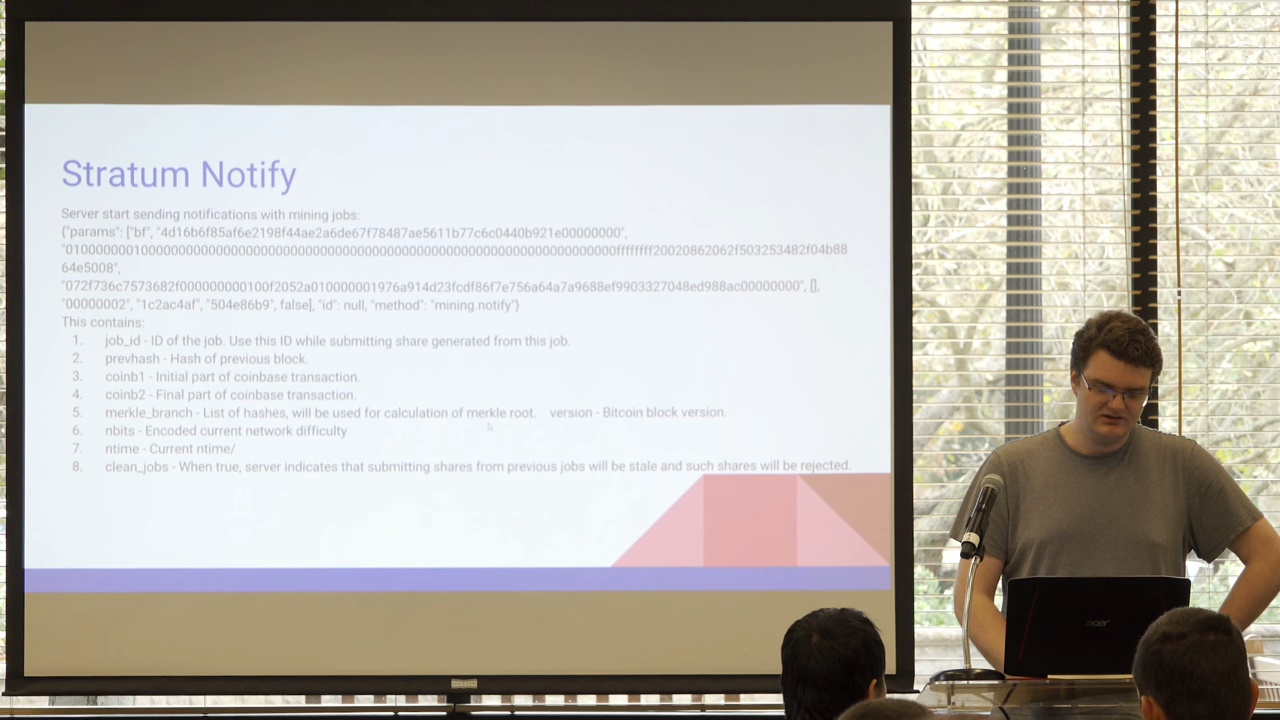 Stratum Notify
Server start sending notifications with mining jobs:
{"params": ["bf", "4d16b6f85af6e2198f44ae2a6de67f78487ae5611b77c6c0440b921e00000000",
"01000000010000000000000000000000000000000000000000000000000000000000000000ffffffff20020862062f503253482f04b88
64e5008",
"072f736c7573682f000000000100f2052a010000001976a914d23fcdf86f7e756a64a7a9688ef9903327048ed988ac00000000", [],
"00000002", "1c2ac4af", "504e86b9", false], "id": null, "method": "mining.notify"}
This contains:
1. job_id - ID of the job. Use this ID while submitting share generated from this job.
2. prevhash - Hash of previous block.
3. coinb1 - Initial part of coinbase transaction.
4. coinb2 - Final part of coinbase transaction.
5. merkle_branch - List of hashes, will be used for calculation of merkle root. version - Bitcoin block version.
6. nbits - Encoded current network difficulty
7. ntime - Current ntime/
8. clean_jobs - When true, server indicates that submitting shares from previous jobs will be stale and such shares will be rejected.
acer